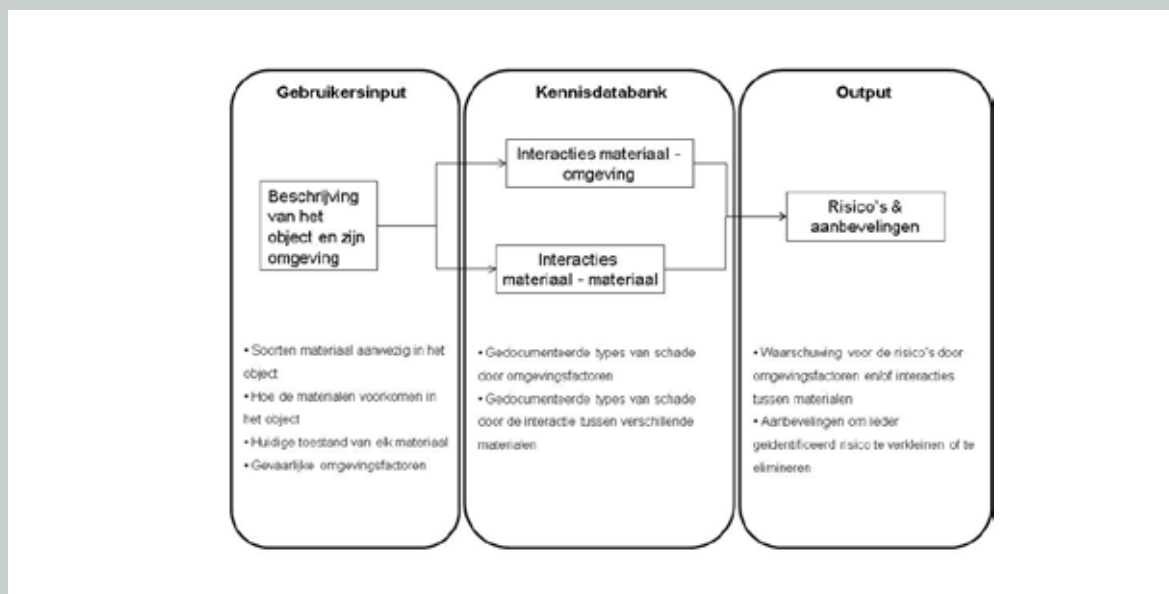 Gebruikersinput
Beschrijving
van het
object en zijn
omgeving
• Soorten materiaal aanwezig in het
object
• Hoe de materialen voorkomen in
het object
• Huidige toestand van elk materiaal
• Gevaarlijke omgevingsfactoren
Kennisdatabank
Interacties materiaal -
omgeving
Interacties
materiaal - materiaal
• Gedocumenteerde types van schade
door omgevingsfactoren
• Gedocumenteerde types van schade
door de interactie tussen verschillende
materialen
Output
Risico's &
aanbevelingen
• Waarschuwing voor de risico's door
omgevingsfactoren en/of interacties
tussen materialen
• Aanbevelingen om ieder
geïdentificeerd risico te verkleinen of te
elimineren